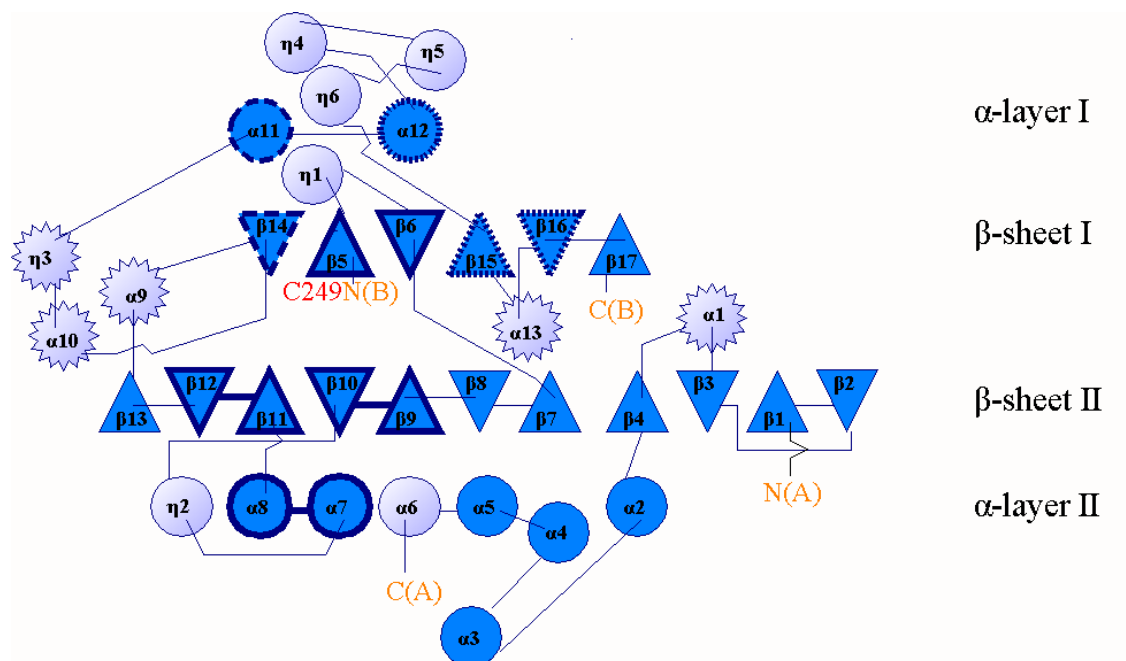 η4
η5
η6
α-layer I
α11
α12
η1
β14
β6
β16
β-sheet I
β5
β15
β17
η3
C249N(B)
α9
C(B)
α1
α13
α10
β12
β10
β8
β3
β2
β-sheet II
β13
β11
β9
β7
β4
β1
N(A)
η2
α8
α7
α6
α5
α2
α-layer II
α4
C(A)
α3